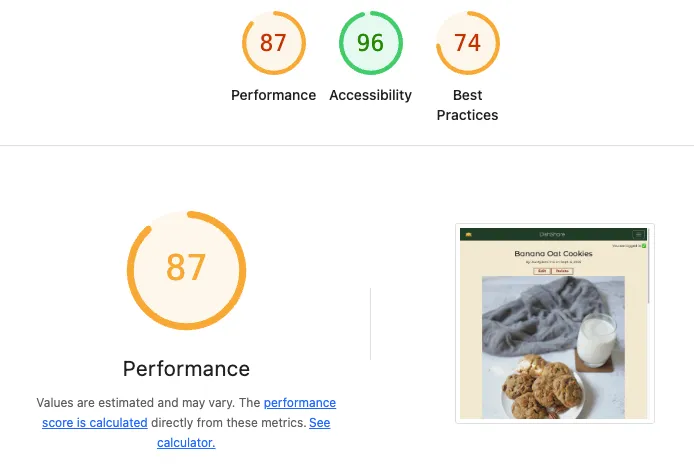 87
96
74
Performance
Accessibility
Best
Practices
87
Performance
Values are estimated and may vary. The performance
score is calculated directly from these metrics. See
calculator.
DishShare
Banana Oat Cookies
Edit
Delete